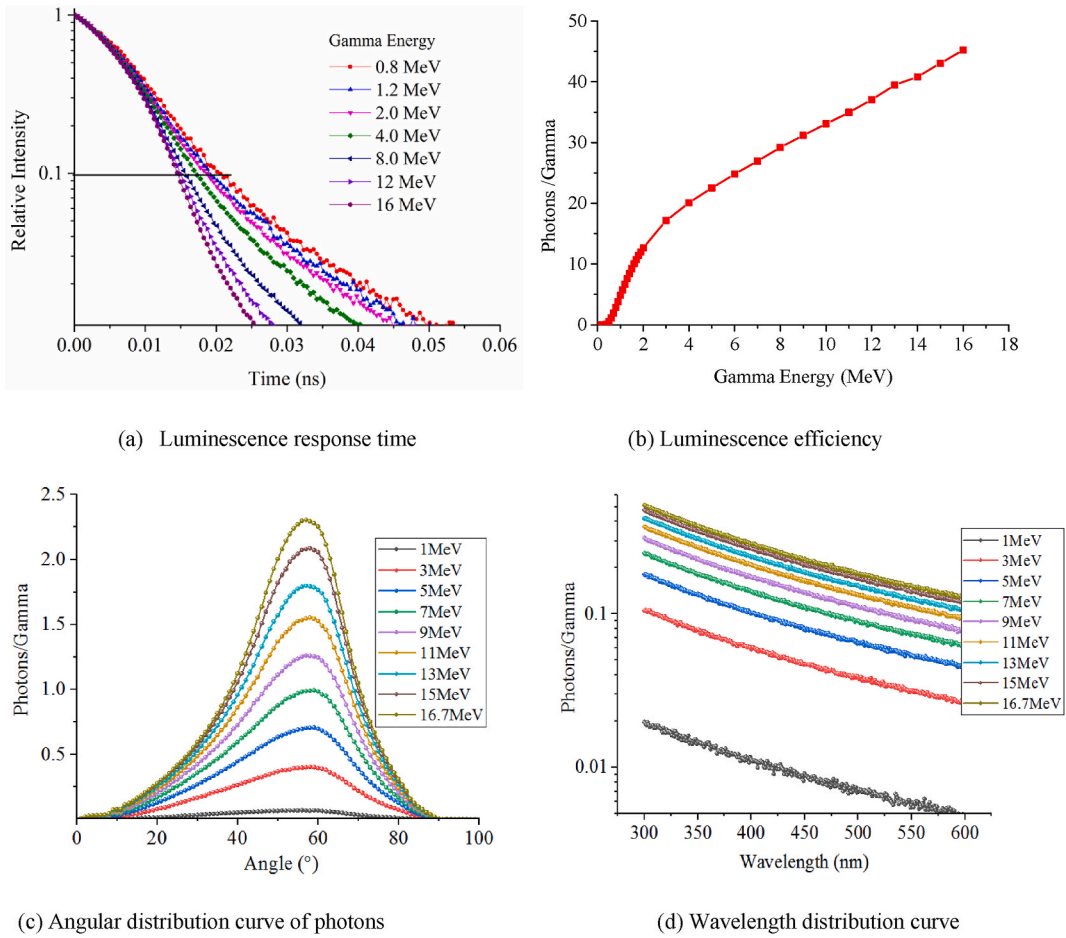 1
0.1
Relative Intensity
Gamma Energy
0.8 MeV
1.2 MeV
2.0 MeV
4.0 MeV
8.0 MeV
12 MeV
16 MeV
0.00 0.01 0.02 0.03 0.04 0.05 0.06
Time (ns)
(a) Luminescence response time
50
40
30
20
10
0
Photons /Gamma
0 2 4 6 8 10 12 14 16 18
Gamma Energy (MeV)
(b) Luminescence efficiency
2.5
2.0
1.5
1.0
0.5
Photons/Gamma
1MeV
3MeV
5MeV
7MeV
9MeV
11MeV
13MeV
15MeV
16.7MeV
0 20 40 60 80 100
Angle (°)
(c) Angular distribution curve of photons
0.1
0.01
Photons/Gamma
1MeV
3MeV
5MeV
7MeV
9MeV
11MeV
13MeV
15MeV
16.7MeV
300 350 400 450 500 550 600
Wavelength (nm)
(d) Wavelength distribution curve